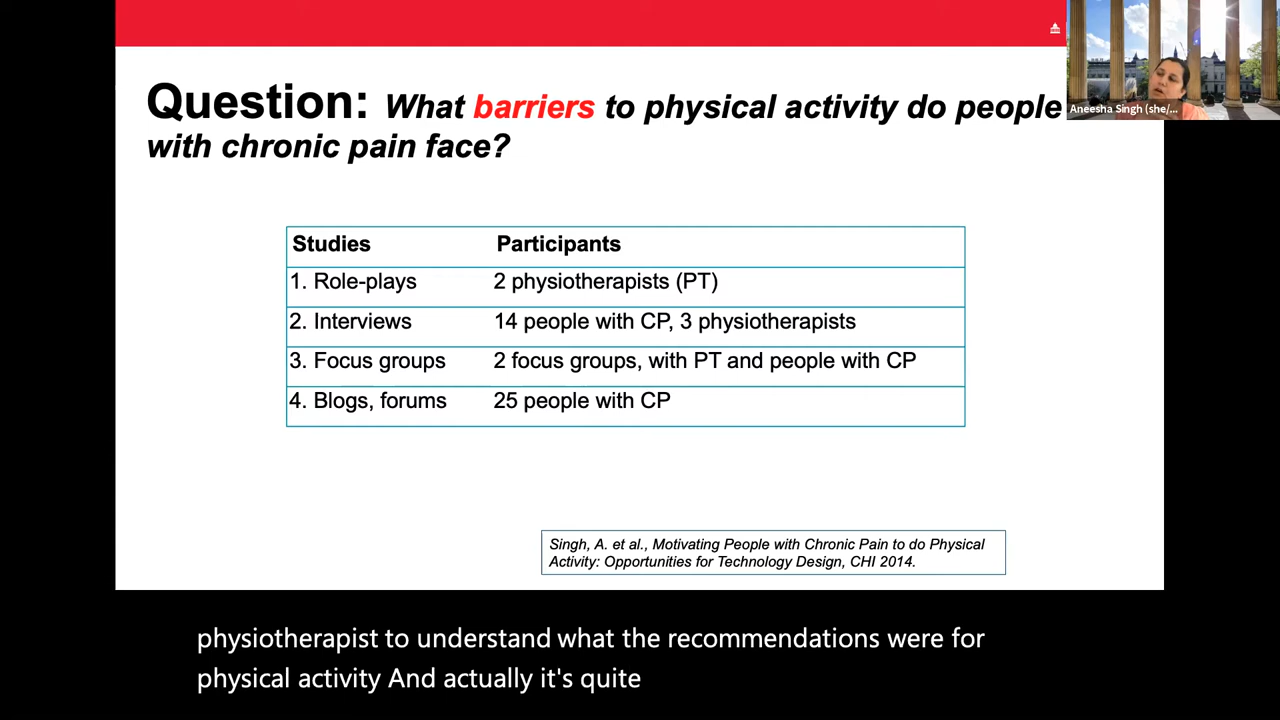 Question: What barriers to physical activity do people
with chronic pain face?
Aneesha Singh (she/...
Studies Participants
1. Role-plays 2 physiotherapists (PT)
2. Interviews 14 people with CP, 3 physiotherapists
3. Focus groups 2 focus groups, with PT and people with CP
4. Blogs, forums 25 people with CP
Singh, A. et al., Motivating People with Chronic Pain to do Physical
Activity: Opportunities for Technology Design, CHI 2014.
physiotherapist to understand what the recommendations were for
physical activity And actually it's quite